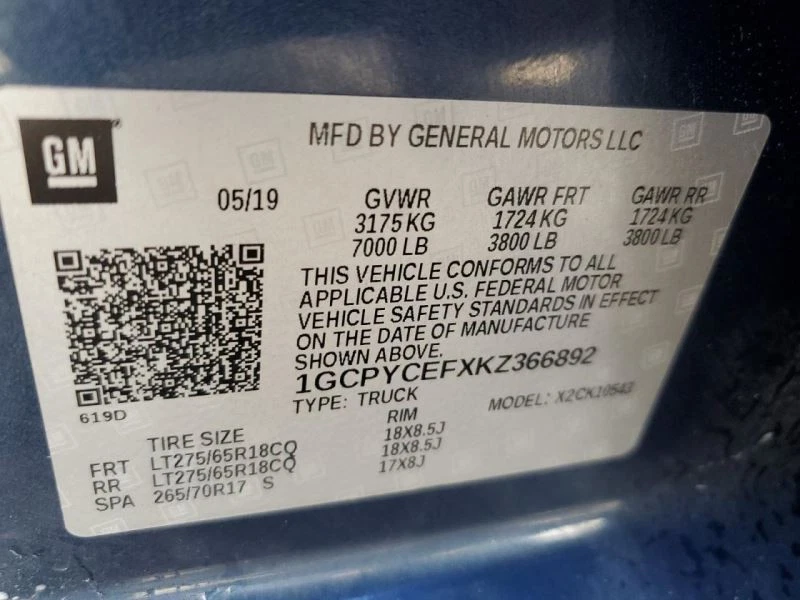 GM
MFD BY GENERAL MOTORS LLC
05/19 GVWR GAWR FRT GAWR RR
3175 KG 1724 KG 1724 KG
7000 LB 3800 LB 3800 LB
THIS VEHICLE CONFORMS TO ALL
APPLICABLE U.S. FEDERAL MOTOR
VEHICLE SAFETY STANDARDS IN EFFECT
ON THE DATE OF MANUFACTURE
SHOWN ABOVE.
1GCPYCEFXKZ366892
619D TYPE: TRUCK MODEL: X2CK10543
TIRE SIZE RIM
FRT LT275/65R18CQ 18X8.5J
RR LT275/65R18CQ 18X8.5J
SPA 265/70R17 S 17X8J